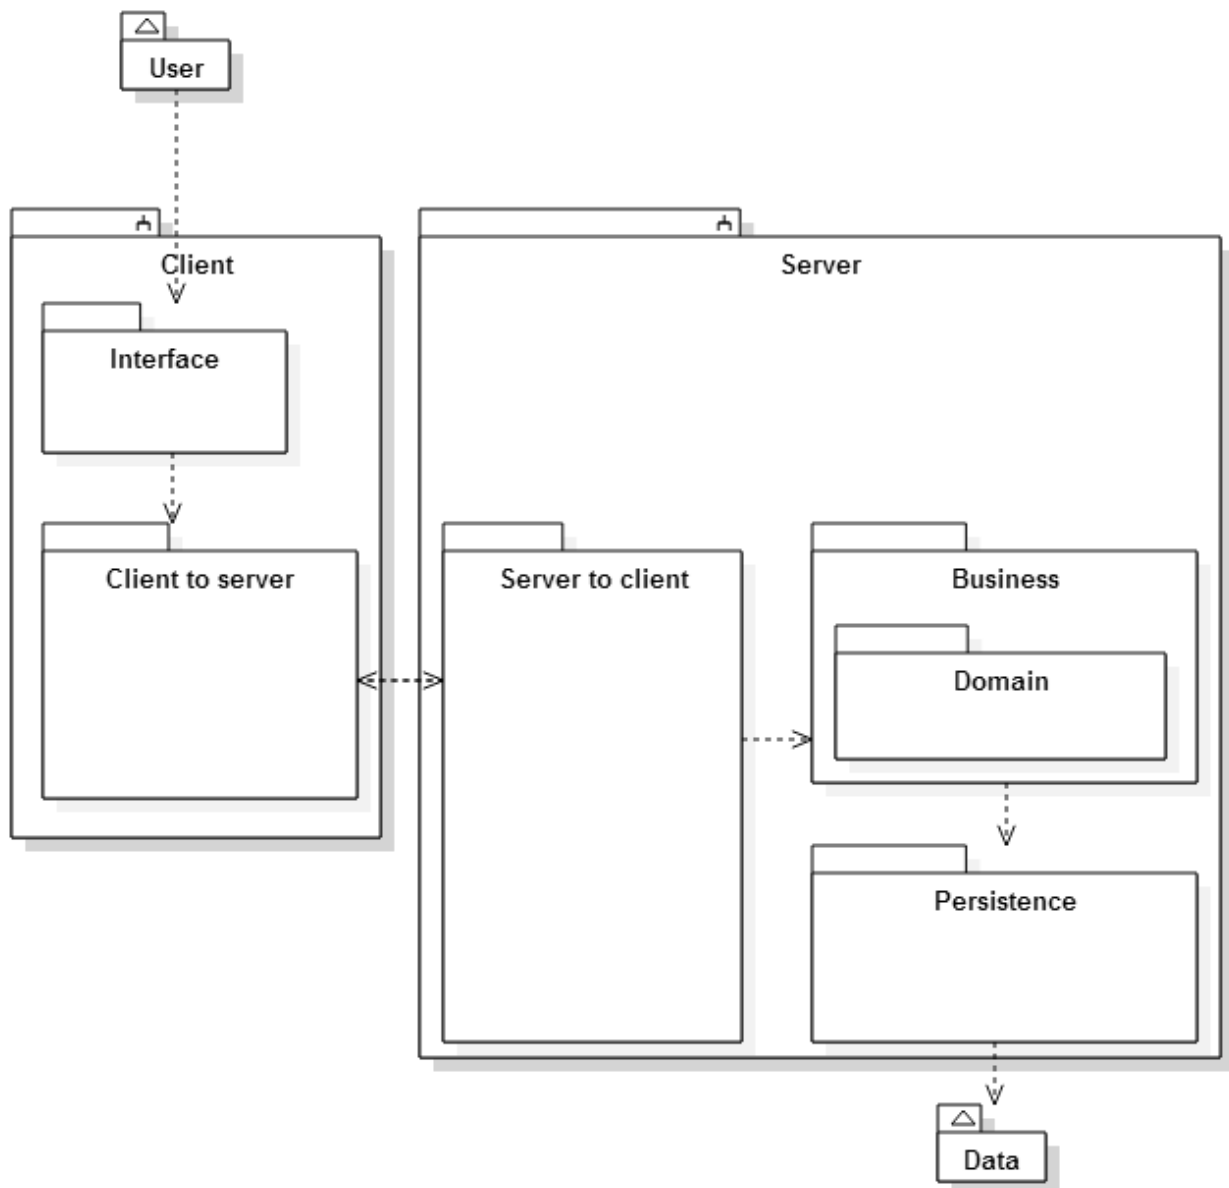 User
Client
Server
Interface
Client to server
Server to client
Business
Domain
Persistence
Data